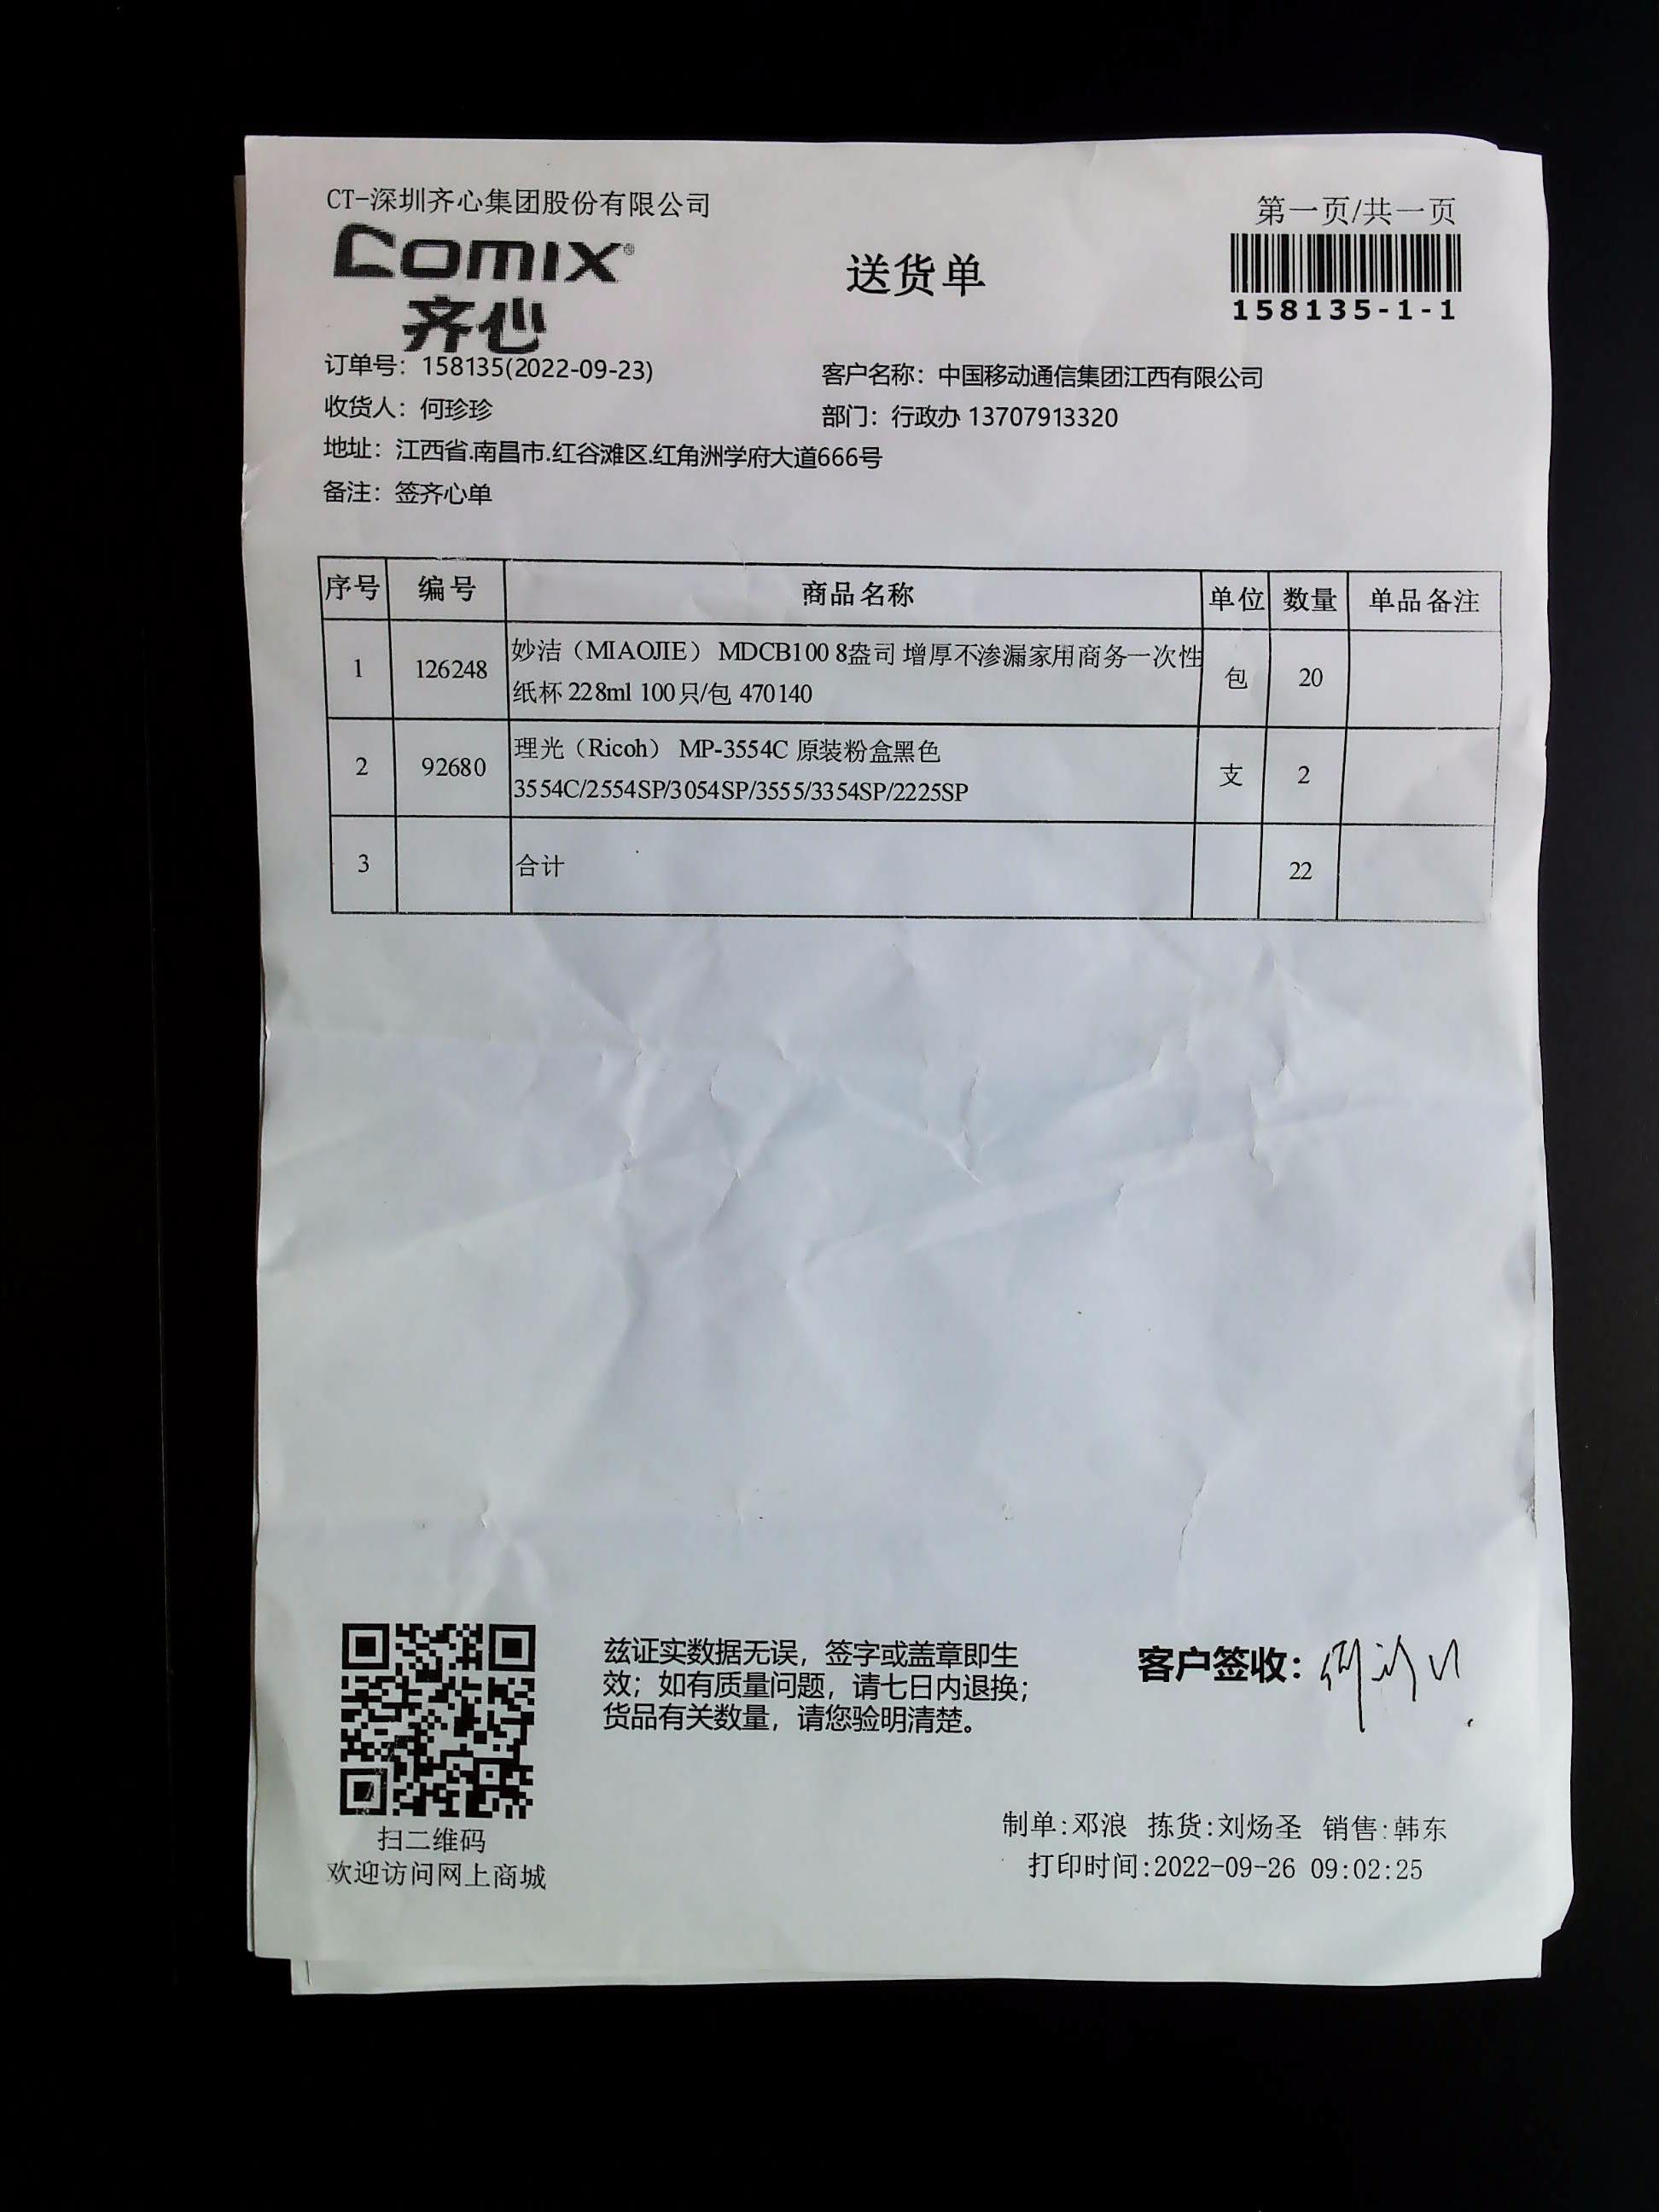 CT-深圳齐心集团股份有限公司
第一页/共一页
COMIX®
齐心
送货单
158135-1-1
订单号：158135(2022-09-23)
客户名称：中国移动通信集团江西有限公司
收货人：何珍珍
部门：行政办 13707913320
地址：江西省.南昌市.红谷滩区.红角洲学府大道666号
备注：签齐心单
序号 编号 商品名称 单位 数量 单品备注
1 126248 妙洁（MIAOJIE） MDCB100 8盎司 增厚不渗漏家用商务一次性 包 20
纸杯 228ml 100只/包 470140
2 92680 理光（Ricoh） MP-3554C 原装粉盒黑色 支 2
3554C/2554SP/3054SP/3555/3354SP/2225SP
3 合计 22
兹证实数据无误，签字或盖章即生
效；如有质量问题，请七日内退换；
货品有关数量，请您验明清楚。
客户签收：
扫二维码
欢迎访问网上商城
制单:邓浪 拣货:刘炀圣 销售:韩东
打印时间:2022-09-26 09:02:25